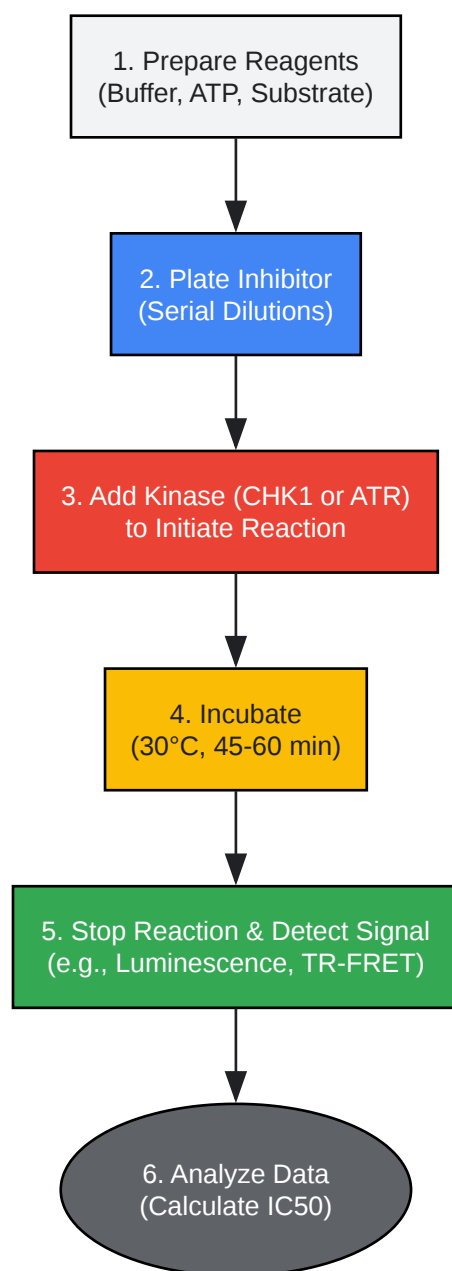 1. Prepare Reagents
(Buffer, ATP, Substrate)
2. Plate Inhibitor
(Serial Dilutions)
3. Add Kinase (CHK1 or ATR)
to Initiate Reaction
4. Incubate
(30°C, 45-60 min)
5. Stop Reaction & Detect Signal
(e.g., Luminescence, TR-FRET)
6. Analyze Data
(Calculate IC50)